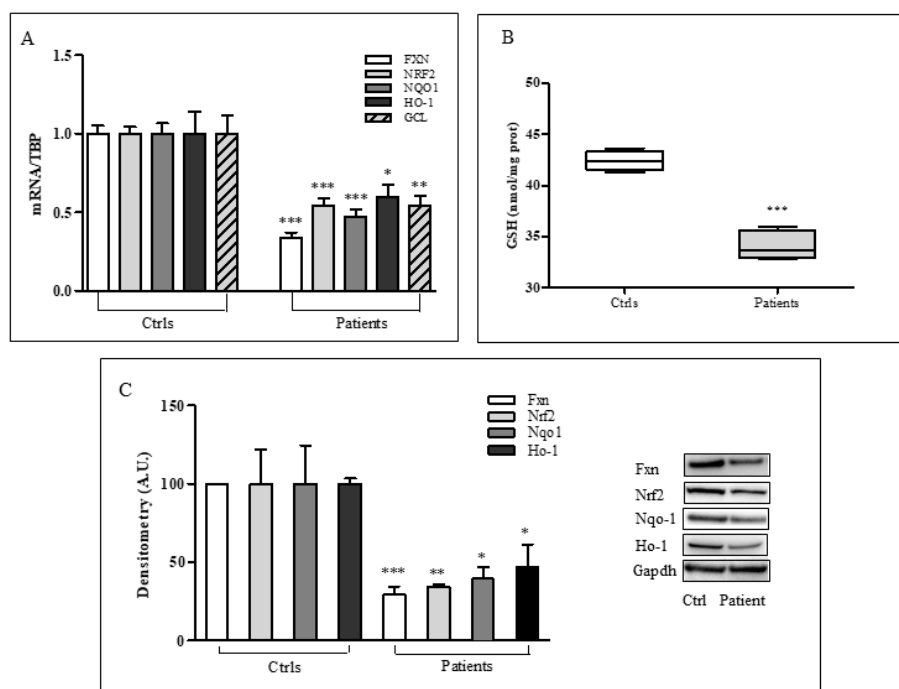 A
1.5
1.0
0.5
0.0
mRNA/TBP
FXN
NRF2
NQO1
HO-1
GCL
***
***
***
*
**
Ctrls
Patients
B
50
45
42
35
30
GSH (nmol/mg prot)
***
Ctrls
Patients
C
150
100
50
0
Densitometry (A.U.)
Fxn
Nrf2
Nqo1
Ho-1
***
**
*
*
Ctrls
Patients
Fxn
Nrf2
Nqo-1
Ho-1
Gapdh
Ctrl Patient